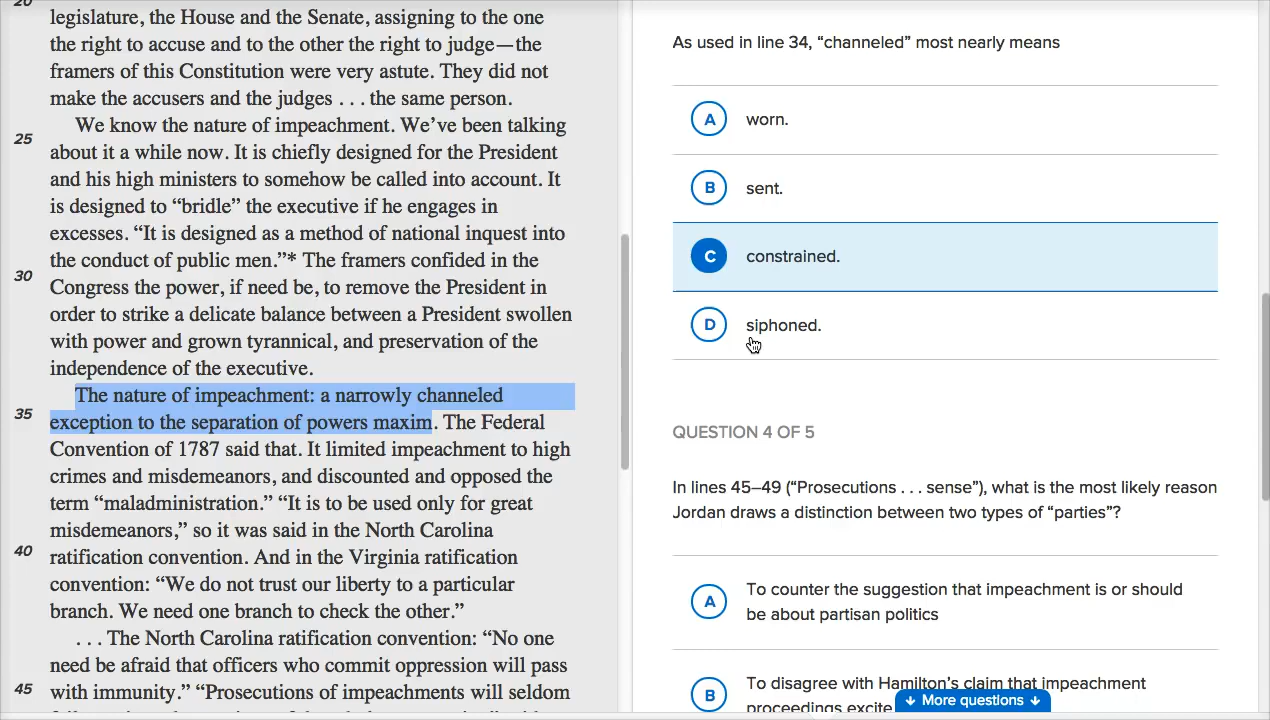 20
legislature, the House and the Senate, assigning to the one
the right to accuse and to the other the right to judge—the
framers of this Constitution were very astute. They did not
make the accusers and the judges . . . the same person.
We know the nature of impeachment. We’ve been talking
25
about it a while now. It is chiefly designed for the President
and his high ministers to somehow be called into account. It
is designed to “bridle” the executive if he engages in
excesses. “It is designed as a method of national inquest into
the conduct of public men.”* The framers confided in the
30
Congress the power, if need be, to remove the President in
order to strike a delicate balance between a President swollen
with power and grown tyrannical, and preservation of the
independence of the executive.
The nature of impeachment: a narrowly channeled
35
exception to the separation of powers maxim. The Federal
Convention of 1787 said that. It limited impeachment to high
crimes and misdemeanors, and discounted and opposed the
term “maladministration.” “It is to be used only for great
misdemeanors,” so it was said in the North Carolina
40
ratification convention. And in the Virginia ratification
convention: “We do not trust our liberty to a particular
branch. We need one branch to check the other.”
. . . The North Carolina ratification convention: “No one
need be afraid that officers who commit oppression will pass
45
with immunity.” “Prosecutions of impeachments will seldom
As used in line 34, “channeled” most nearly means
A worn.
B sent.
C constrained.
D siphoned.
QUESTION 4 OF 5
In lines 45–49 (“Prosecutions . . . sense”), what is the most likely reason
Jordan draws a distinction between two types of “parties”?
A To counter the suggestion that impeachment is or should
be about partisan politics
B To disagree with Hamilton’s claim that impeachment
proceedings excite
↓ More questions ↓